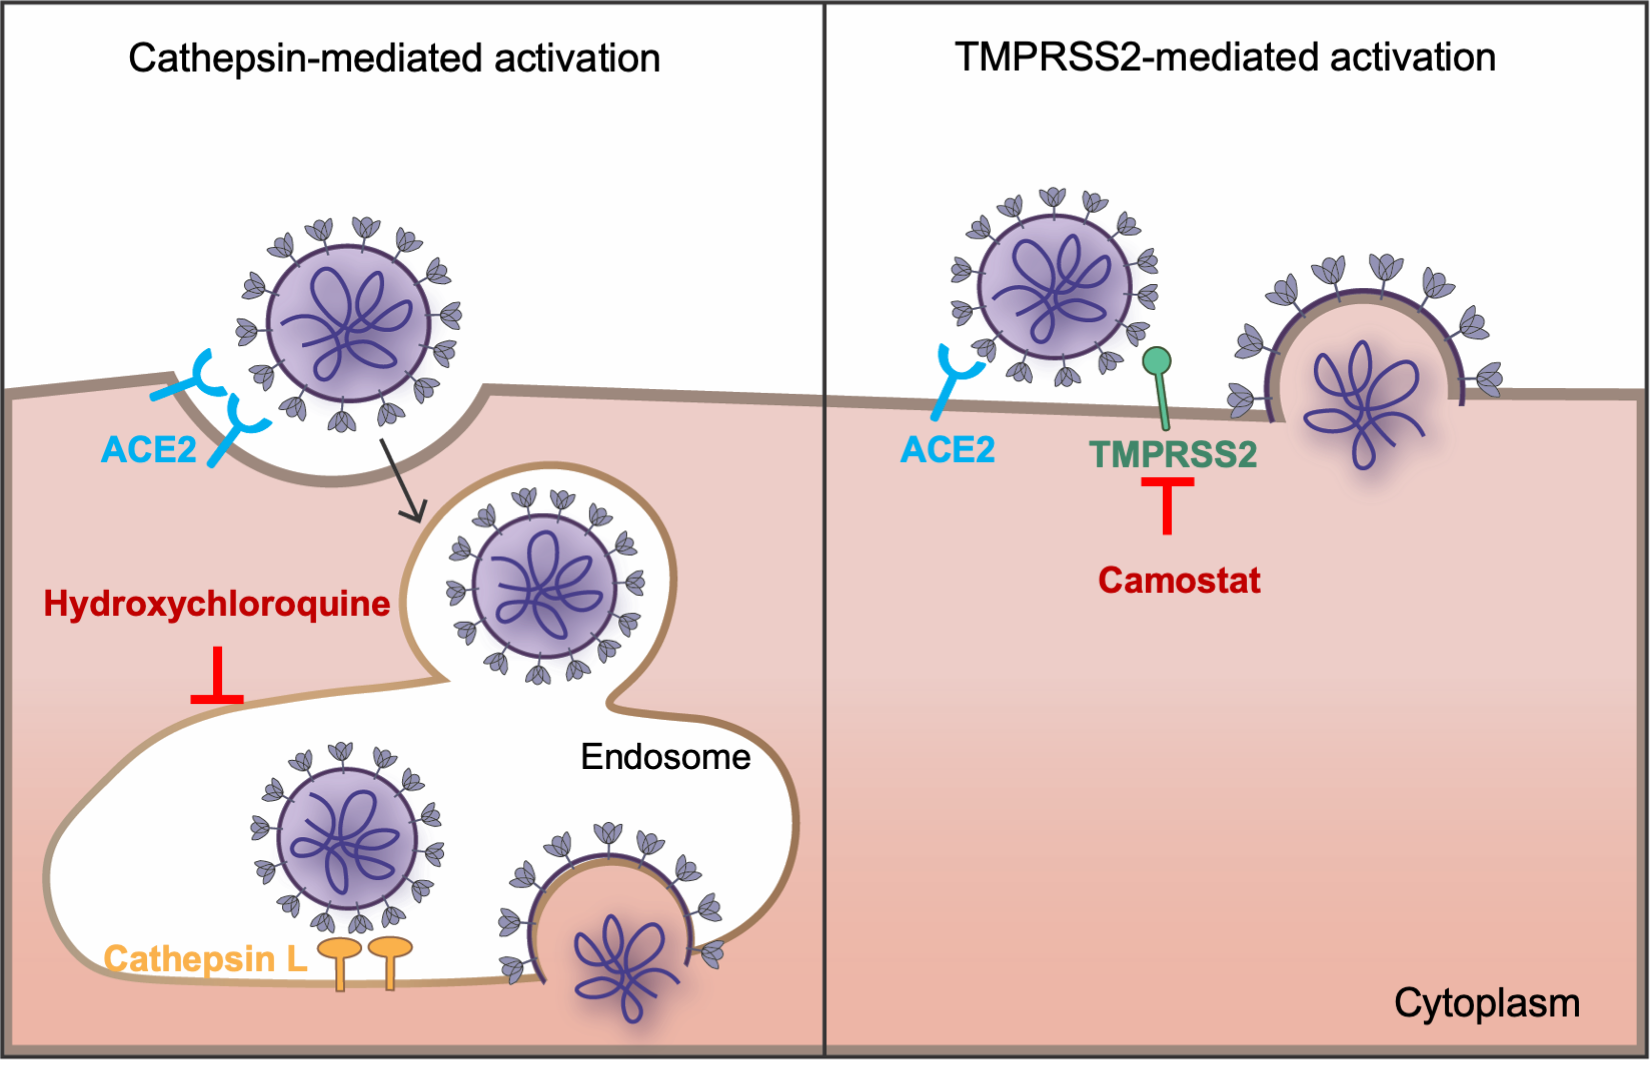 Cathepsin-mediated activation
ACE2
Hydroxychloroquine
Endosome
Cathepsin L
TMPRSS2-mediated activation
ACE2
TMPRSS2
Camostat
Cytoplasm